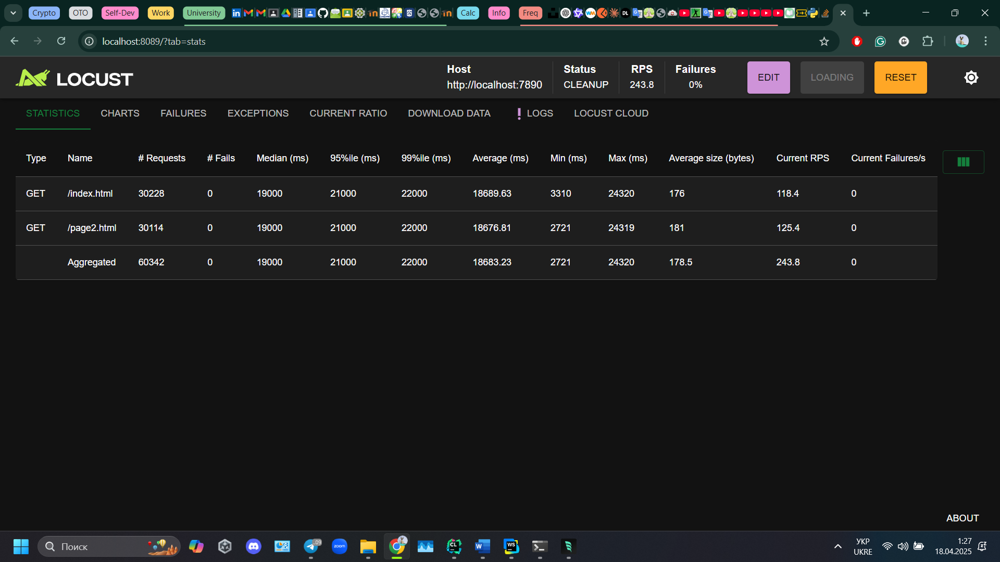 Crypto OTO Self-Dev Work University Calc Info Freq
localhost:8089/?tab=stats
LOCUST
Host Status RPS Failures
http://localhost:7890 CLEANUP 243.8 0%
EDIT LOADING RESET
STATISTICS CHARTS FAILURES EXCEPTIONS CURRENT RATIO DOWNLOAD DATA LOGS LOCUST CLOUD
Type Name # Requests # Fails Median (ms) 95%ile (ms) 99%ile (ms) Average (ms) Min (ms) Max (ms) Average size (bytes) Current RPS Current Failures/s
GET /index.html 30228 0 19000 21000 22000 18689.63 3310 24320 176 118.4 0
GET /page2.html 30114 0 19000 21000 22000 18676.81 2721 24319 181 125.4 0
Aggregated 60342 0 19000 21000 22000 18683.23 2721 24320 178.5 243.8 0
ABOUT
Поиск
zoom
УКР
UKRE
1:27
18.04.2025